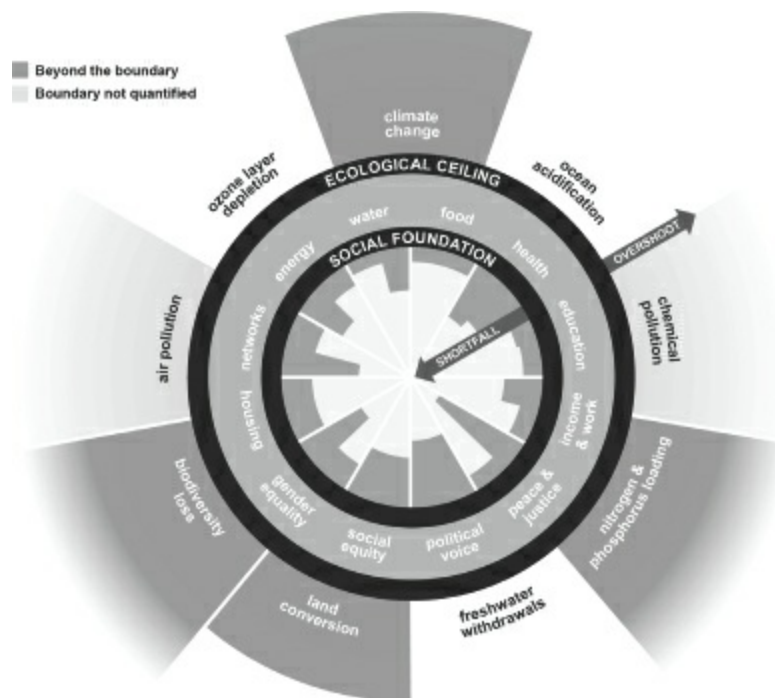 Beyond the boundary
Boundary not quantified
climate
change
ozone layer
depletion
ocean
acidification
ECOLOGICAL CEILING
OVERSHOOT
water
food
energy
health
SOCIAL FOUNDATION
air pollution
networks
SHORTFALL
education
chemical
pollution
housing
income
& work
biodiversity
loss
gender
equality
social
equity
political
voice
peace &
justice
nitrogen &
phosphorus loading
land
conversion
freshwater
withdrawals